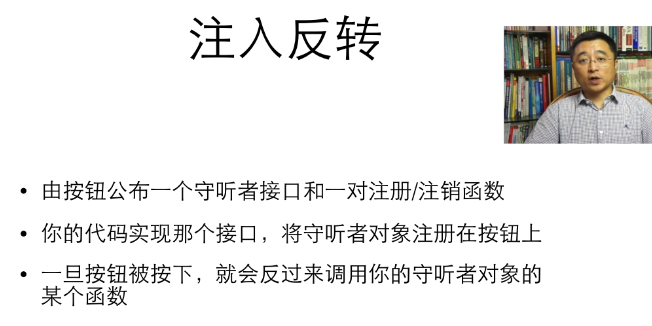 注入反转
由按钮公布一个守听者接口和一对注册/注销函数
你的代码实现那个接口，将守听者对象注册在按钮上
一旦按钮被按下，就会反过来调用你的守听者对象的
某个函数